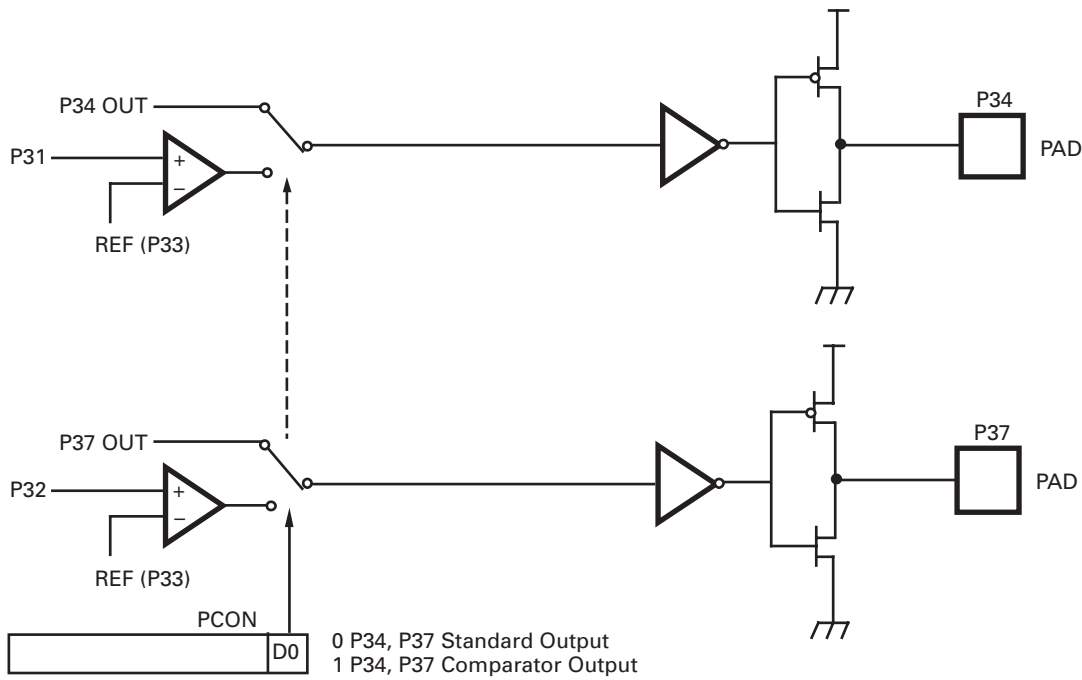 P34 OUT
P31
+
–
REF (P33)
P34
PAD
P37 OUT
P32
+
–
REF (P33)
P37
PAD
PCON
D0
0 P34, P37 Standard Output
1 P34, P37 Comparator Output